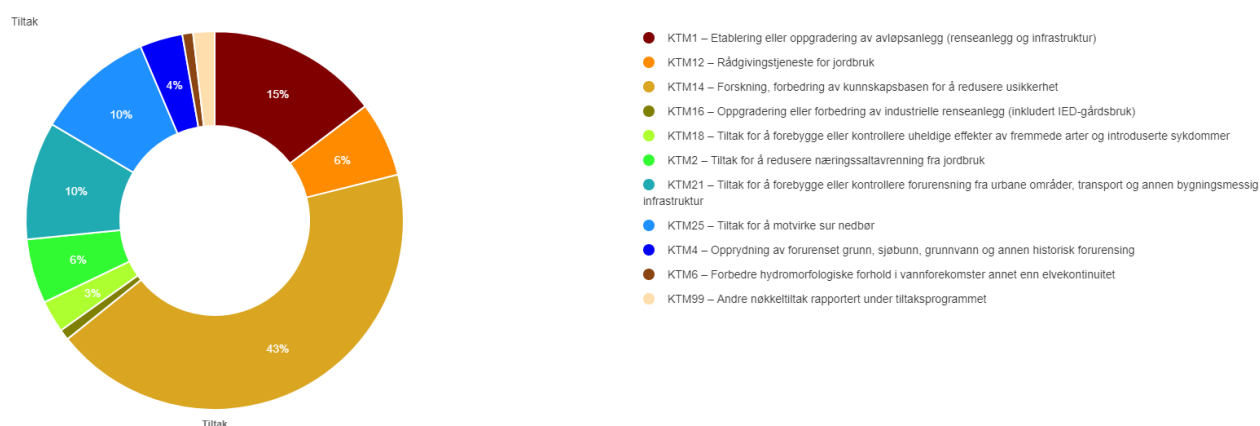 Tiltak
4%
15%
10%
6%
10%
6%
3%
43%
Tiltak
KTM1 – Etablering eller oppgradering av avløpsanlegg (renseanlegg og infrastruktur)
KTM12 – Rådgivingstjeneste for jordbruk
KTM14 – Forskning, forbedring av kunnskapsbasen for å redusere usikkerhet
KTM16 – Oppgradering eller forbedring av industrielle renseanlegg (inkludert IED-gårdsbruk)
KTM18 – Tiltak for å forebygge eller kontrollere uheldige effekter av fremmede arter og introduserte sykdommer
KTM2 – Tiltak for å redusere næringssaltavrenning fra jordbruk
KTM21 – Tiltak for å forebygge eller kontrollere forurensning fra urbane områder, transport og annen bygningsmessig
infrastruktur
KTM25 – Tiltak for å motvirke sur nedbør
KTM4 – Opprydning av forurenset grunn, sjøbunn, grunnvann og annen historisk forurensing
KTM6 – Forbedre hydromorfologiske forhold i vannforekomster annet enn elvekontinuitet
KTM99 – Andre nøkkeltiltak rapportert under tiltaksprogrammet